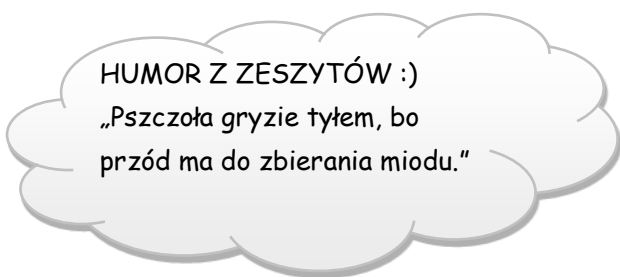 HUMOR Z ZESZYTÓW :)
„Pszczoła gryzie tyłem, bo
przód ma do zbierania miodu.”